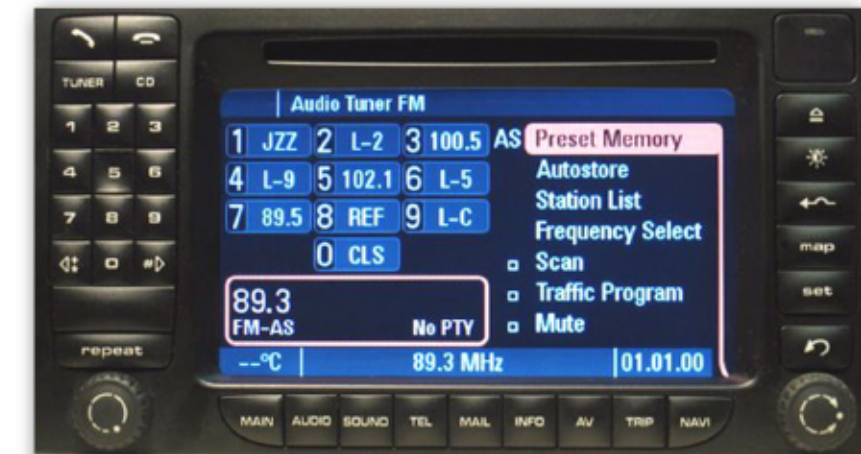 TUNER CD
1 2 3
4 5 6
7 8 9
0 #
repeat
Audio Tuner FM
1 JZZ 2 L-2 3 100.5 AS Preset Memory
4 L-9 5 102.1 6 L-5 Autostore
7 89.5 8 REF 9 L-C Station List
Frequency Select
0 CLS
Scan
89.3
Traffic Program
FM-AS No PTY
Mute
--°C 89.3 MHz 01.01.00
map
set
MAIN AUDIO SOUND TEL MAIL INFO AV TRIP NAVI